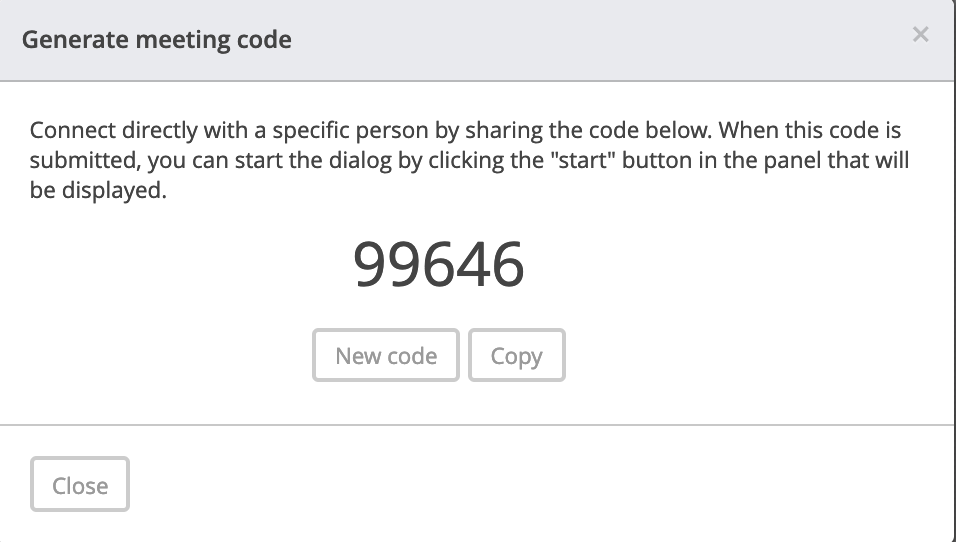 Generate meeting code
Connect directly with a specific person by sharing the code below. When this code is
submitted, you can start the dialog by clicking the "start" button in the panel that will
be displayed.
99646
New code Copy
Close